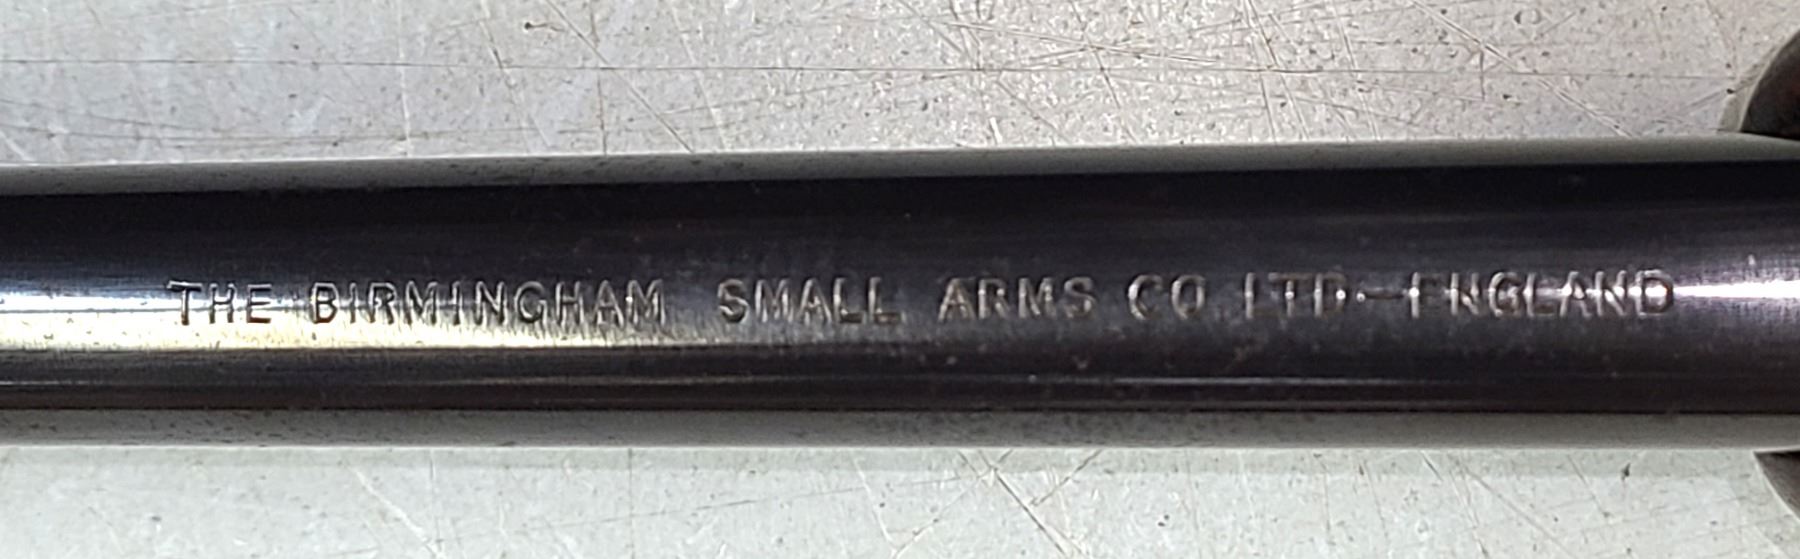 THE BIRMINGHAM SMALL ARMS CO LTD-ENGLAND